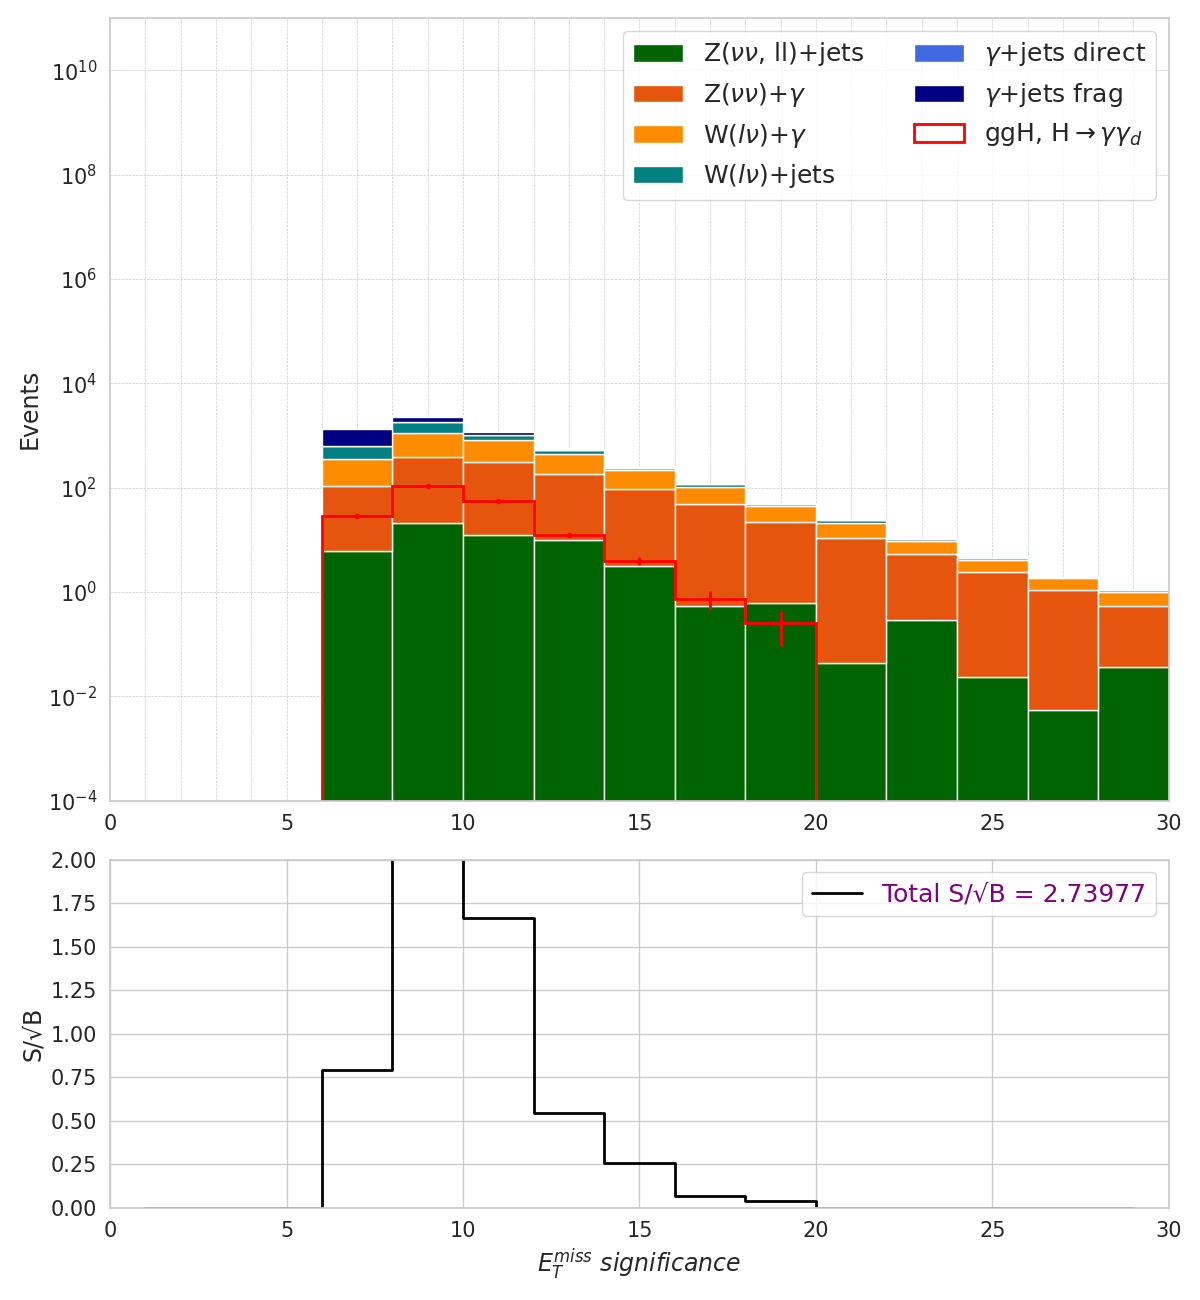 Z(νν, ll)+jets
Z(νν)+γ
W(lν)+γ
W(lν)+jets
γ+jets direct
γ+jets frag
ggH, H→γγ_d
Events
10^10
10^8
10^6
10^4
10^2
10^0
10^−2
10^−4
0 5 10 15 20 25 30
Total S/√B = 2.73977
S/√B
2.00
1.75
1.50
1.25
1.00
0.75
0.50
0.25
0.00
0 5 10 15 20 25 30
E_T^miss significance